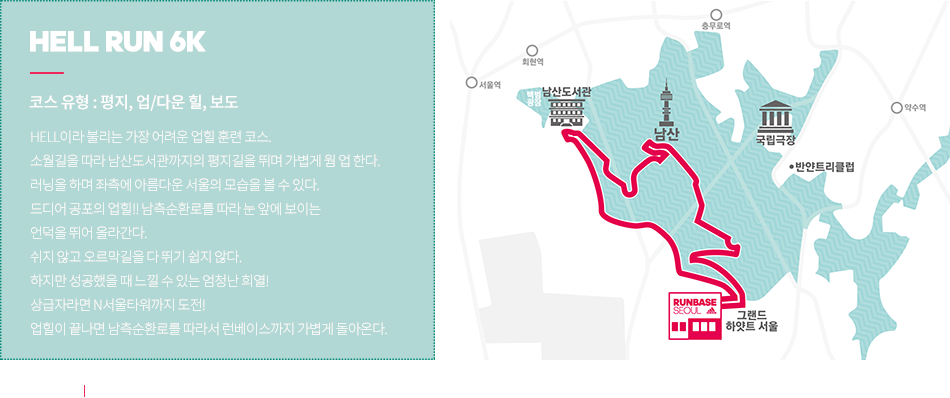 HELL RUN 6K
코스 유형 : 평지, 업/다운 힐, 보도
HELL이라 불리는 가장 어려운 업힐 훈련 코스.
소월길을 따라 남산도서관까지의 평지길을 뛰며 가볍게 웜 업 한다.
러닝을 하며 좌측에 아름다운 서울의 모습을 볼 수 있다.
드디어 공포의 업힐!! 남측순환로를 따라 눈 앞에 보이는
언덕을 뛰어 올라간다.
쉬지 않고 오르막길을 다 뛰기 쉽지 않다.
하지만 성공했을 때 느낄 수 있는 엄청난 희열!
상급자라면 N서울타워까지 도전!
업힐이 끝나면 남측순환로를 따라서 런베이스까지 가볍게 돌아온다.
충무로역
회현역
서울역
백범
광장
남산도서관
남산
국립극장
약수역
반얀트리클럽
RUNBASE
SEOUL
그랜드
하얏트 서울